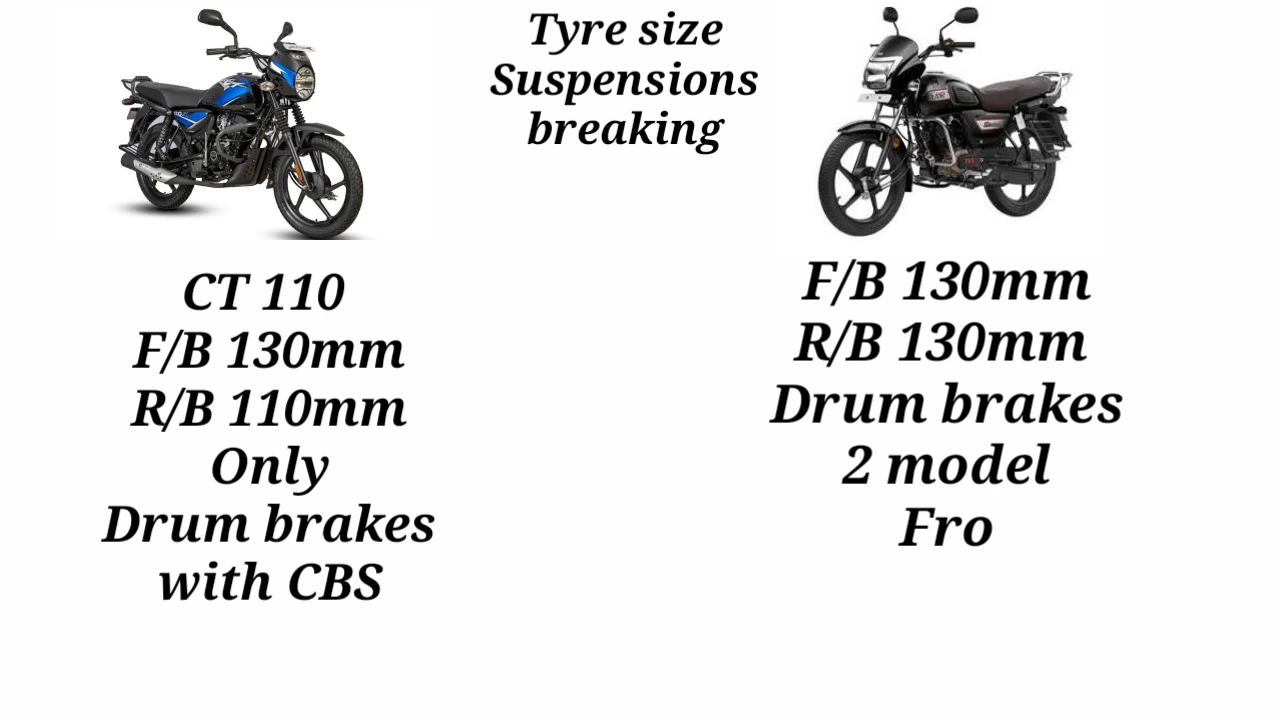 Tyre size
Suspensions
breaking
CT 110
F/B 130mm
R/B 110mm
Only
Drum brakes
with CBS
F/B 130mm
R/B 130mm
Drum brakes
2 model
Fro